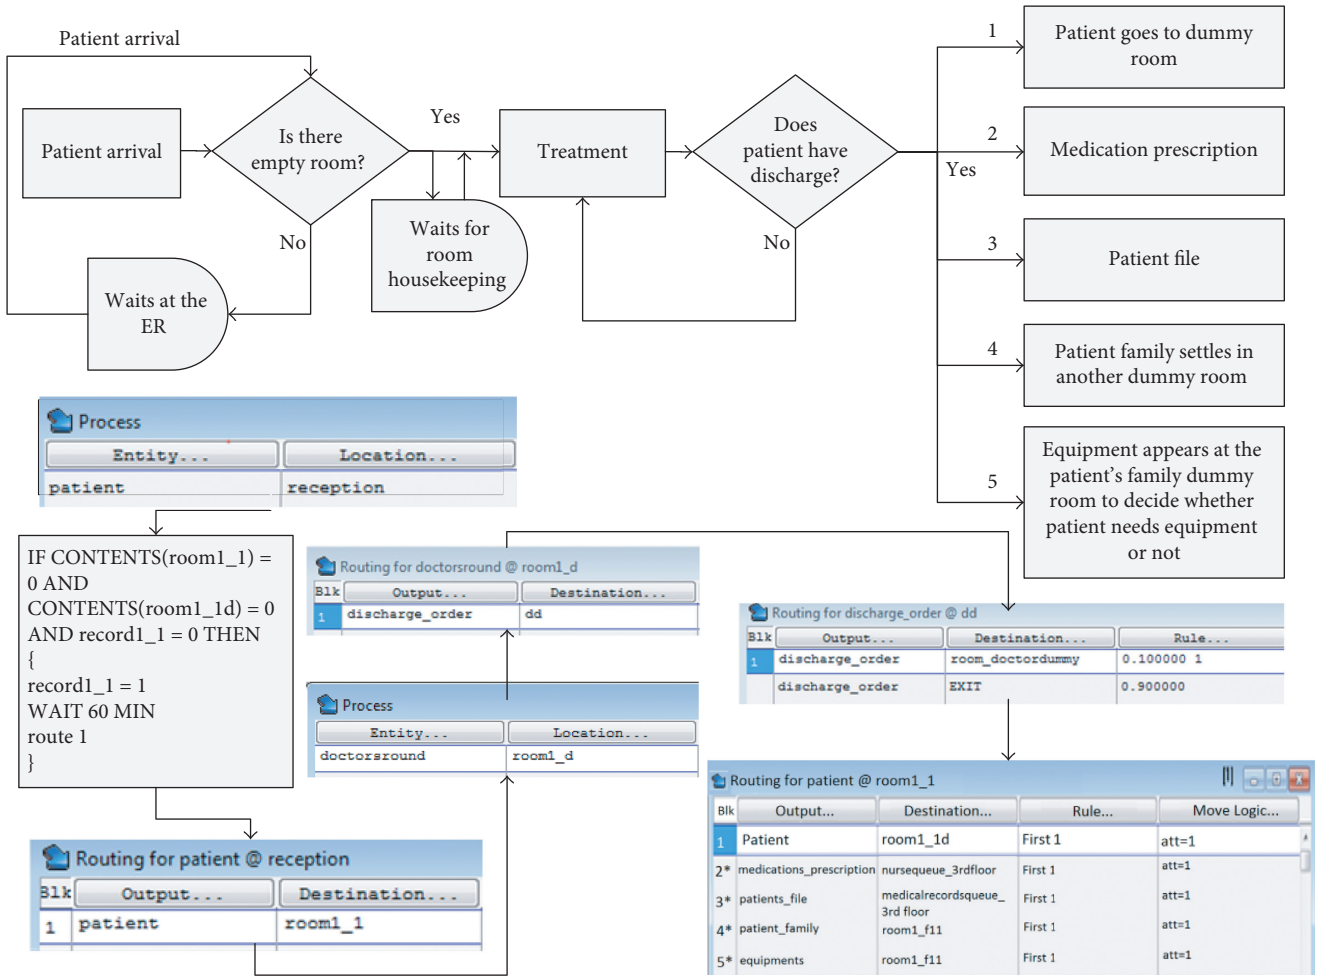 Patient arrival
Patient arrival
Is there
empty room?
Yes
No
Waits at the
ER
Waits for
room
housekeeping
Treatment
Does
patient have
discharge?
No
Yes
1
Patient goes to dummy
room
2
Medication prescription
3
Patient file
4
Patient family settles in
another dummy room
5
Equipment appears at the
patient's family dummy
room to decide whether
patient needs equipment
or not
Process
Entity... Location...
patient reception
IF CONTENTS(room1_1) =
0 AND
CONTENTS(room1_1d) = 0
AND record1_1 = 0 THEN
{
record1_1 = 1
WAIT 60 MIN
route 1
}
Routing for patient @ reception
Blk Output... Destination...
1 patient room1_1
Process
Entity... Location...
doctorsround room1_d
Routing for doctorsround @ room1_d
Blk Output... Destination...
1 discharge_order dd
Routing for discharge_order @ dd
Blk Output... Destination... Rule...
1 discharge_order room_doctordummy 0.100000 1
discharge_order EXIT 0.900000
Routing for patient @ room1_1
Blk Output... Destination... Rule... Move Logic...
1 Patient room1_1d First 1 att=1
2* medications_prescription nursequeue_3rdfloor First 1 att=1
3* patients_file medicalrecordsqueue_ First 1 att=1
3rd floor
4* patient_family room1_f11 First 1 att=1
5* equipments room1_f11 First 1 att=1